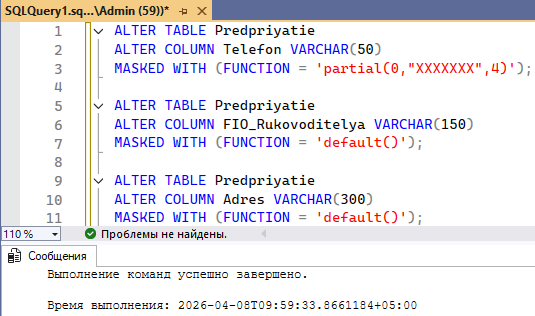 SQLQuery1.sq...\Admin (59))*
1 ALTER TABLE Predpriyatie
2 ALTER COLUMN Telefon VARCHAR(50)
3 MASKED WITH (FUNCTION = 'partial(0,"XXXXXXX",4)');
4
5 ALTER TABLE Predpriyatie
6 ALTER COLUMN FIO_Rukovoditelya VARCHAR(150)
7 MASKED WITH (FUNCTION = 'default()');
8
9 ALTER TABLE Predpriyatie
10 ALTER COLUMN Adres VARCHAR(300)
11 MASKED WITH (FUNCTION = 'default()');
110 % Проблемы не найдены.
Сообщения
Выполнение команд успешно завершено.
Время выполнения: 2026-04-08T09:59:33.8661184+05:00